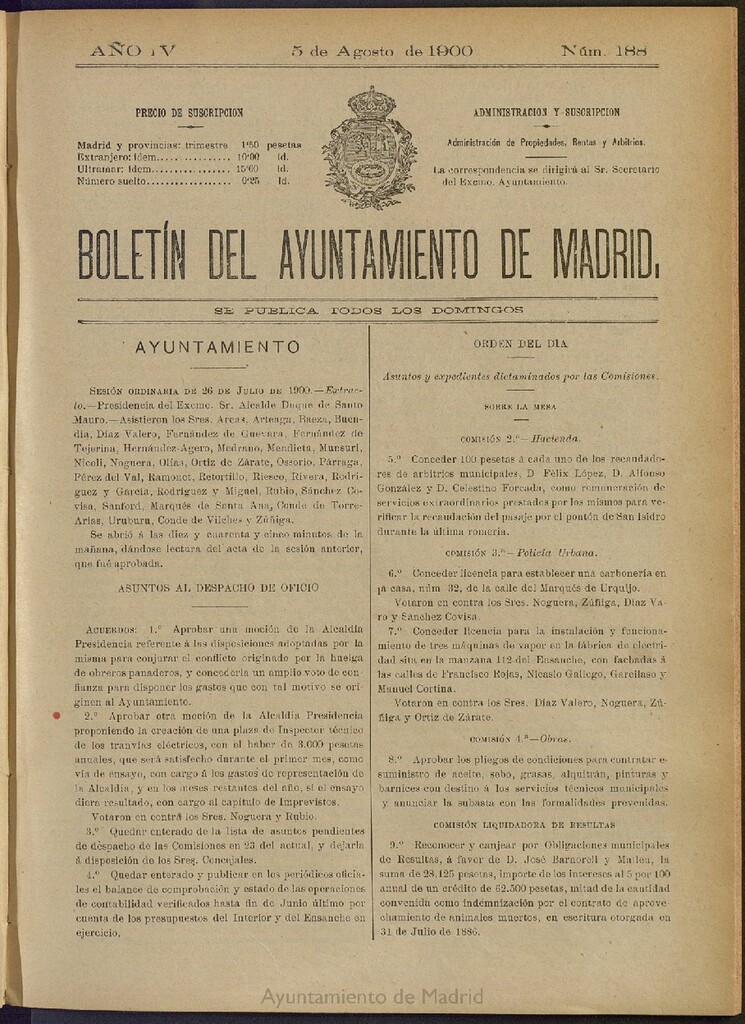 AÑO IV
5 de Agosto de 1900
Núm. 188
PRECIO DE SUSCRIPCION
Madrid y provincias: trimestre 1'50 pesetas
Extranjero: ídem.............. 10'00 íd.
Ultramar: ídem................ 15'00 íd.
Número suelto................. 0'25 íd.
ADMINISTRACION Y SUSCRIPCION
Administración de Propiedades, Rentas y Arbitrios.
La correspondencia se dirigirá al Sr. Secretario
del Excmo. Ayuntamiento.
BOLETÍN DEL AYUNTAMIENTO DE MADRID.
SE PUBLICA TODOS LOS DOMINGOS
AYUNTAMIENTO
SESIÓN ORDINARIA DE 26 DE JULIO DE 1900.—Extrac-
to.—Presidencia del Excmo. Sr. Alcalde Duque de Santo
Mauro.—Asistieron los Sres. Arcas, Arteaga, Baeza, Buen-
día, Díaz Valero, Fernández de Guevara, Fernández de
Tejerina, Hernández-Agero, Medrano, Mendieta, Munsuri,
Nicoli, Noguera, Olías, Ortiz de Zárate, Ossorio, Párraga,
Pérez del Val, Ramonet, Retortillo, Riesco, Rivera, Rodrí-
guez y García, Rodríguez y Miguel, Rubio, Sánchez Co-
visa, Sanford, Marqués de Santa Ana, Conde de Torre-
Arias, Uruburu, Conde de Vilches y Zúñiga.
Se abrió á las diez y cuarenta y cinco minutos de la
mañana, dándose lectura del acta de la sesión anterior,
que fué aprobada.
ASUNTOS AL DESPACHO DE OFICIO
ACUERDOS: 1.º Aprobar una moción de la Alcaldía
Presidencia referente á las disposiciones adoptadas por la
misma para conjurar el conflicto originado por la huelga
de obreros panaderos, y concederla un amplio voto de con-
fianza para disponer los gastos que con tal motivo se ori-
ginen al Ayuntamiento.
2.º Aprobar otra moción de la Alcaldía Presidencia
proponiendo la creación de una plaza de Inspector técnico
de los tranvías eléctricos, con el haber de 3.000 pesetas
anuales, que será satisfecho durante el primer mes, como
vía de ensayo, con cargo á los gastos de representación de
la Alcaldía, y en los meses restantes del año, si el ensayo
diera resultado, con cargo al capítulo de Imprevistos.
Votaron en contra los Sres. Noguera y Rubio.
3.º Quedar enterado de la lista de asuntos pendientes
de despacho de las Comisiones en 23 del actual, y dejarla
á disposición de los Sres. Concejales.
4.º Quedar enterado y publicar en los periódicos oficia-
les el balance de comprobación y estado de las operaciones
de contabilidad verificados hasta fin de Junio último por
cuenta de los presupuestos del Interior y del Ensanche en
ejercicio.
ORDEN DEL DÍA
Asuntos y expedientes dictaminados por las Comisiones.
SOBRE LA MESA
COMISIÓN 2.ª—Hacienda.
5.º Conceder 100 pesetas á cada uno de los recaudado-
res de arbitrios municipales, D. Félix López, D. Alfonso
González y D. Celestino Forcada, como remuneración de
servicios extraordinarios prestados por los mismos para ve-
rificar la recaudación del pasaje por el pontón de San Isidro
durante la última romería.
COMISIÓN 3.ª—Policía Urbana.
6.º Conceder licencia para establecer una carbonería en
la casa, núm 32, de la calle del Marqués de Urquijo.
Votaron en contra los Sres. Noguera, Zúñiga, Díaz Va-
ro y Sánchez Covisa.
7.º Conceder licencia para la instalación y funciona-
miento de tres máquinas de vapor en la fábrica de electri-
dad sita en la manzana 112 del Ensanche, con fachadas á
las calles de Francisco Rojas, Nicasio Gallego, Garcilaso y
Manuel Cortina.
Votaron en contra los Sres. Díaz Valero, Noguera, Zú-
ñiga y Ortiz de Zárate.
COMISIÓN 4.ª—Obras.
8.º Aprobar los pliegos de condiciones para contratar e
suministro de aceite, sebo, grasas, alquitrán, pinturas y
barnices con destino á los servicios técnicos municipales
y anunciar la subasta con las formalidades prevenidas.
COMISIÓN LIQUIDADORA DE RESULTAS
9.º Reconocer y canjear por Obligaciones municipales
de Resultas, á favor de D. José Barnorell y Mallen, la
suma de 28.125 pesetas, importe de los intereses al 5 por 100
anual de un crédito de 62.500 pesetas, mitad de la cantidad
convenida como indemnización por el contrato de aprove-
chamiento de animales muertos, en escritura otorgada en
31 de Julio de 1886.
Ayuntamiento de Madrid